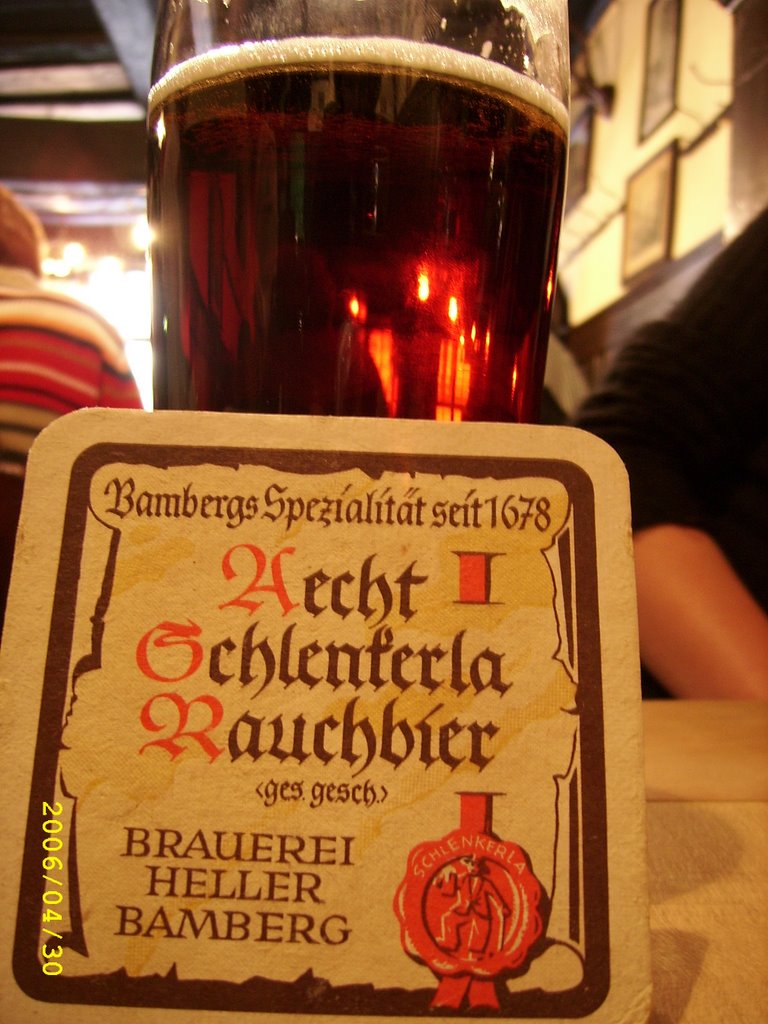 Bambergs Spezialität seit 1678
Aecht
Schlenkerla
Rauchbier
<ges. gesch.>
BRAUEREI
HELLER
BAMBERG
SCHLENKERLA
2006/04/30